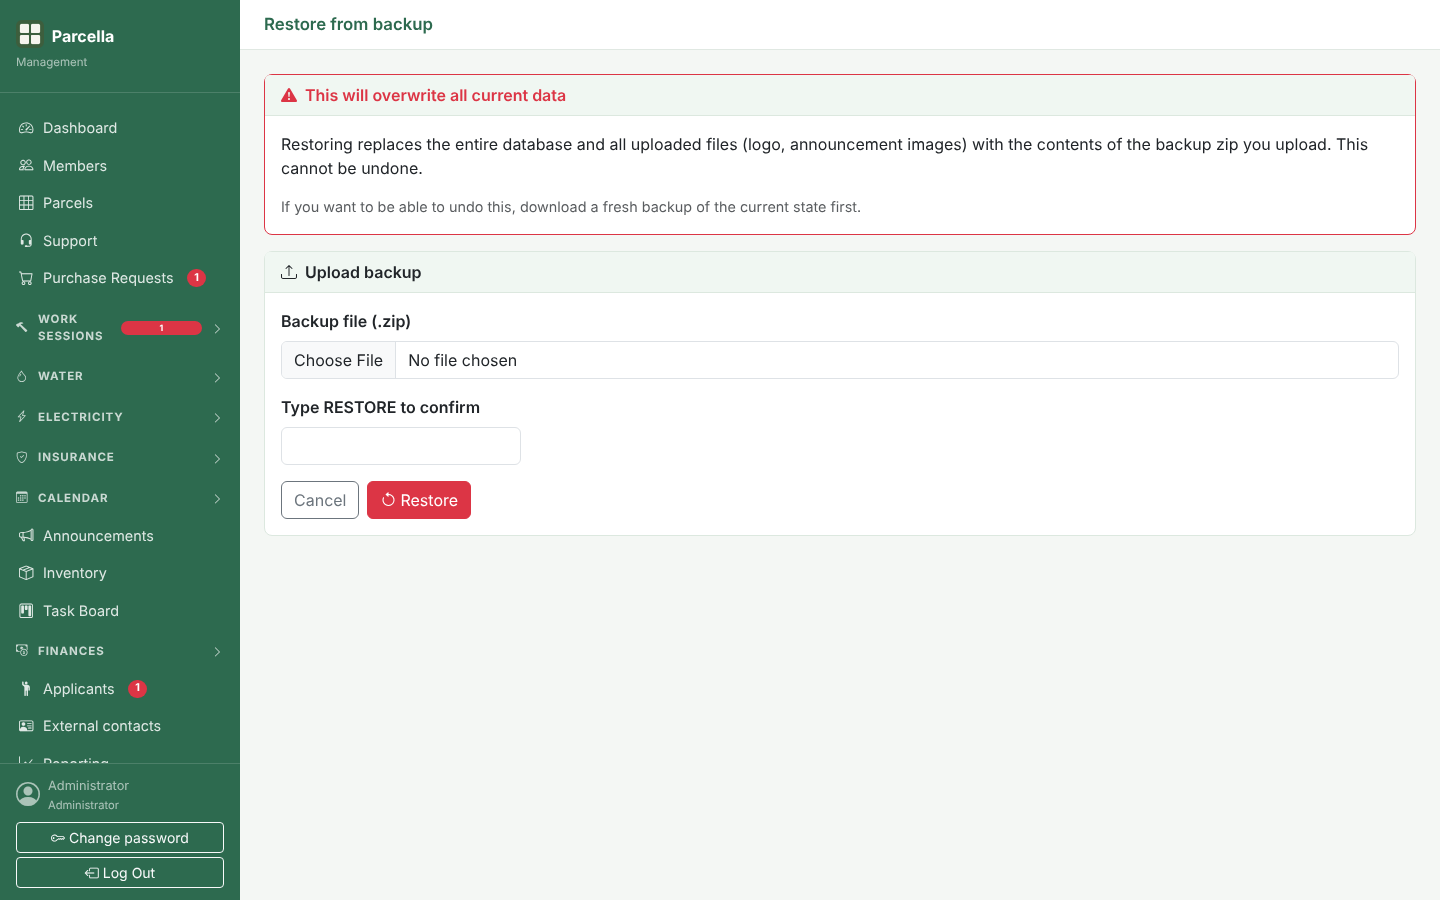 Parcella
Management
Dashboard
Members
Parcels
Support
Purchase Requests 1
WORK
SESSIONS 1
WATER
ELECTRICITY
INSURANCE
CALENDAR
Announcements
Inventory
Task Board
FINANCES
Applicants 1
External contacts
Reporting
Administrator
Administrator
Change password
Log Out
Restore from backup
This will overwrite all current data
Restoring replaces the entire database and all uploaded files (logo, announcement images) with the contents of the backup zip you upload. This
cannot be undone.
If you want to be able to undo this, download a fresh backup of the current state first.
Upload backup
Backup file (.zip)
Choose File No file chosen
Type RESTORE to confirm
Cancel Restore